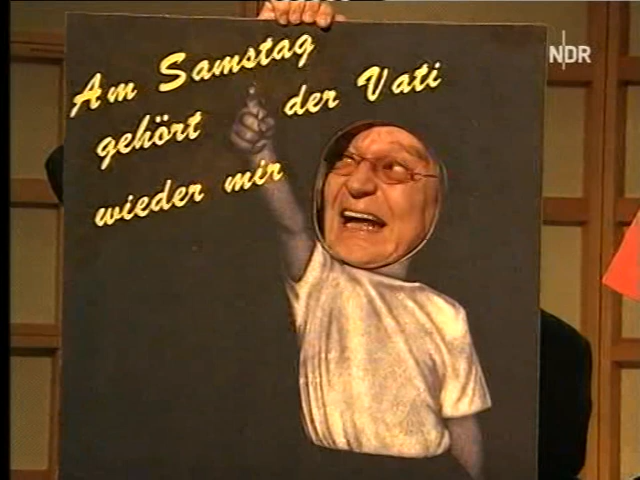 NDR
Am Samstag
gehört der Vati
wieder mir